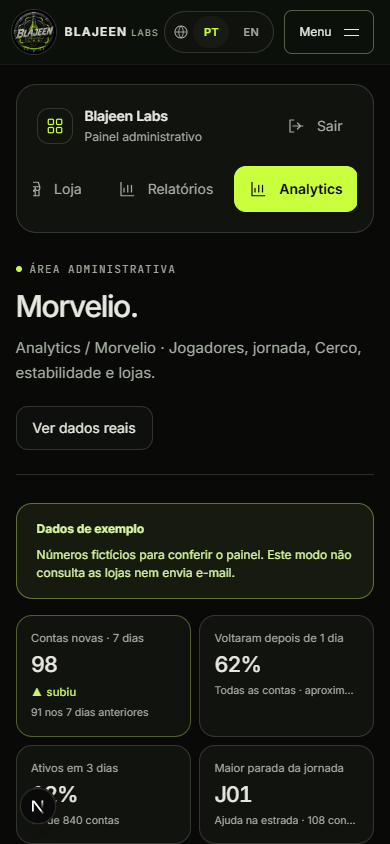 BLAJEEN
BLAJEEN LABS
PT
EN
Menu
Blajeen Labs
Painel administrativo
Sair
Loja
Relatórios
Analytics
ÁREA ADMINISTRATIVA
Morvelio.
Analytics / Morvelio · Jogadores, jornada, Cerco,
estabilidade e lojas.
Ver dados reais
Dados de exemplo
Números fictícios para conferir o painel. Este modo não
consulta as lojas nem envia e-mail.
Contas novas · 7 dias
98
▲ subiu
91 nos 7 dias anteriores
Voltaram depois de 1 dia
62%
Todas as contas · aproxim...
Ativos em 3 dias
2%
N
de 840 contas
Maior parada da jornada
J01
Ajuda na estrada · 108 con...